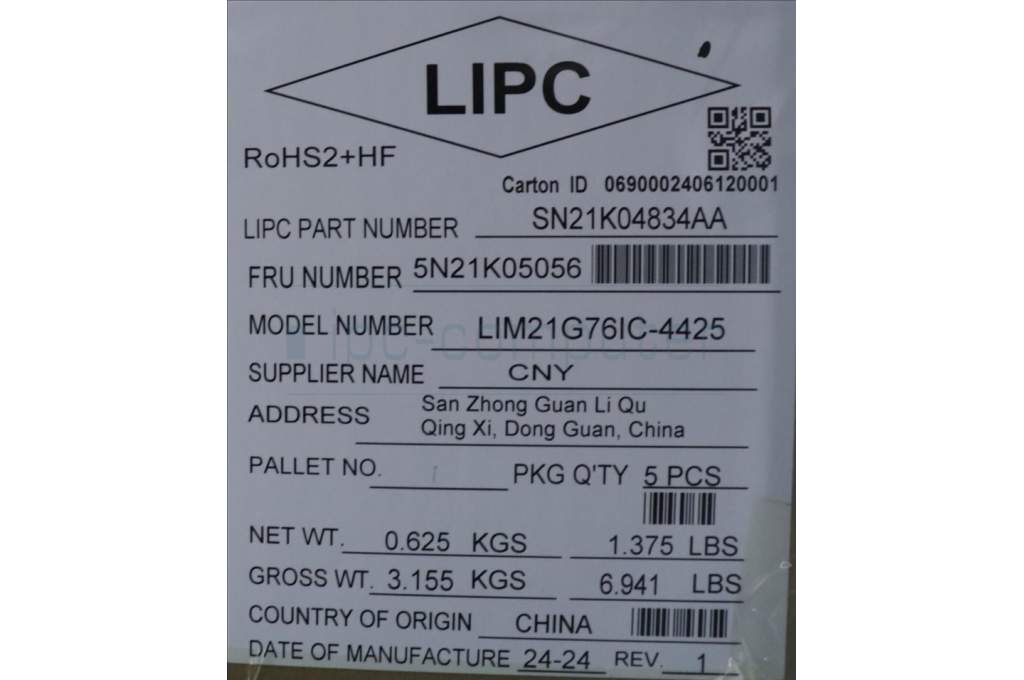 LIPC
RoHS2+HF
Carton ID 0690002406120001
LIPC PART NUMBER SN21K04834AA
FRU NUMBER 5N21K05056
MODEL NUMBER LIM21G76IC-4425
ipc-computer
SUPPLIER NAME CNY
ADDRESS San Zhong Guan Li Qu
Qing Xi, Dong Guan, China
PALLET NO. PKG Q'TY 5 PCS
NET WT. 0.625 KGS 1.375 LBS
GROSS WT. 3.155 KGS 6.941 LBS
COUNTRY OF ORIGIN CHINA
DATE OF MANUFACTURE 24-24 REV. 1